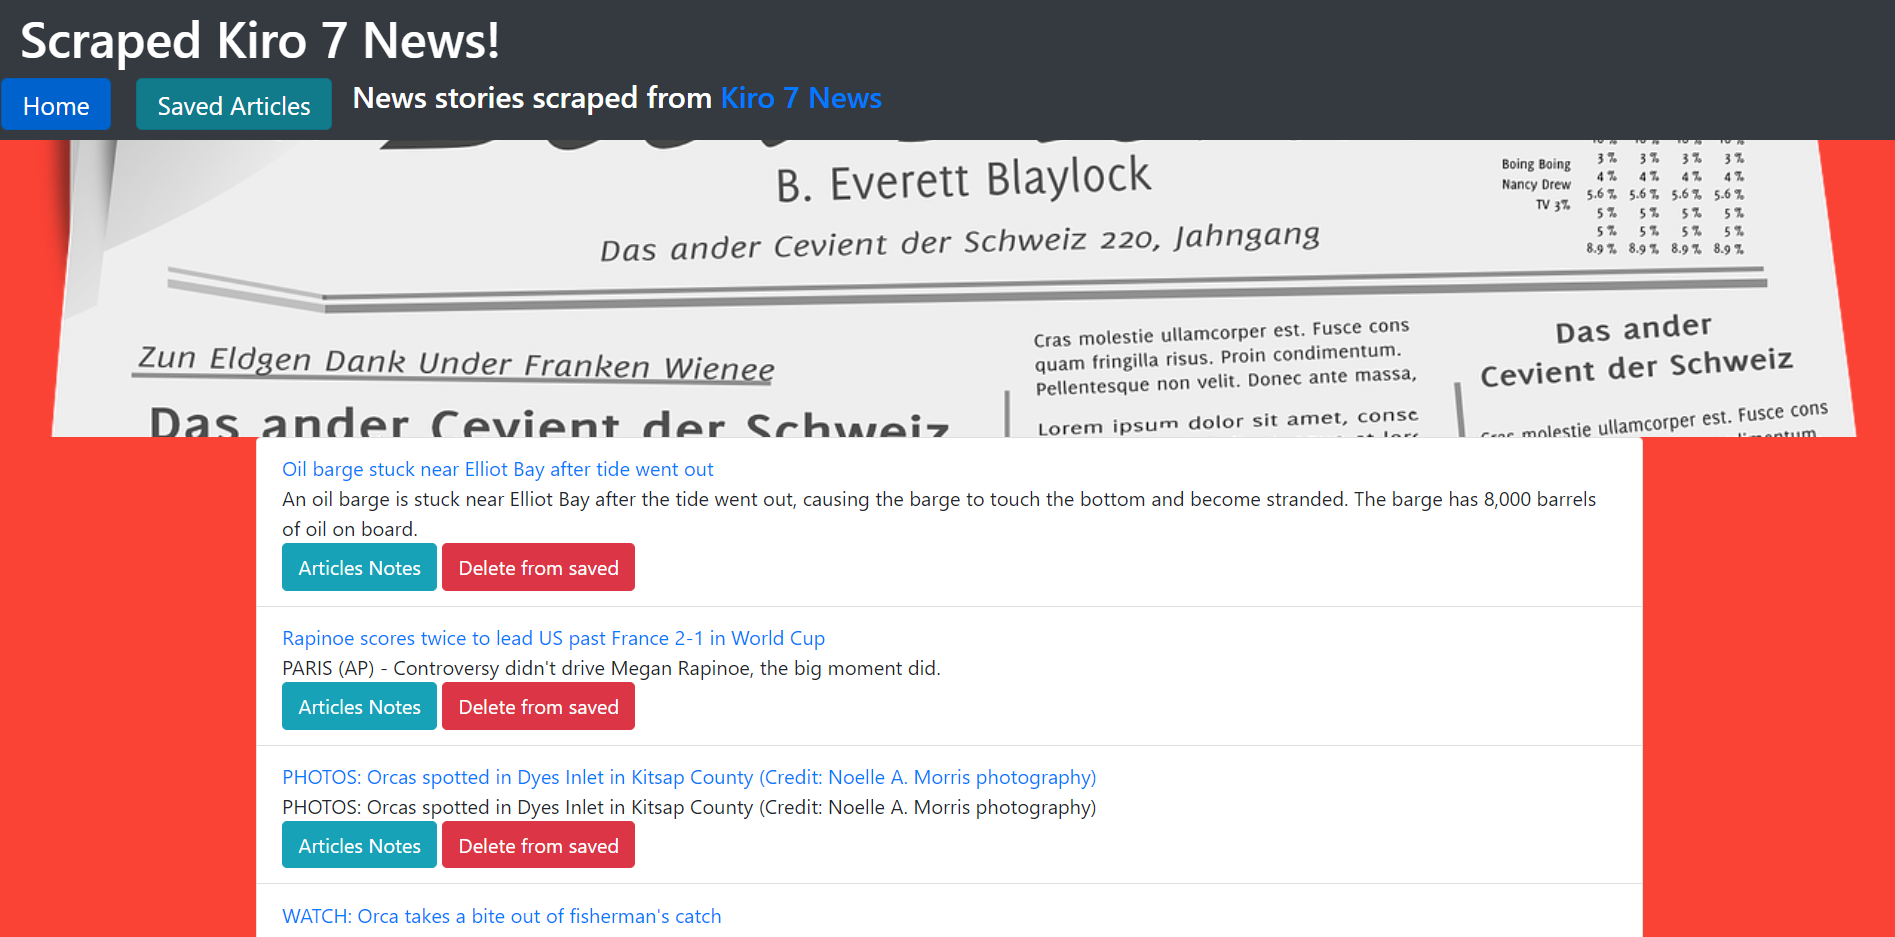 Scraped Kiro 7 News!
Home
Saved Articles
News stories scraped from Kiro 7 News
B. Everett Blaylock
Das ander Cevient der Schweiz 220, Jahngang
Boing Boing
Nancy Drew
TV 3%
3% 3% 3% 3%
4% 4% 4% 4%
5.6% 5.6% 5.6% 5.6%
5% 5% 5% 5%
5% 5% 5% 5%
8.9% 8.9% 8.9% 8.9%
Zun Eldgen Dank Under Franken Wienee
Das ander Cevient der Schweiz
Cras molestie ullamcorper est. Fusce cons
quam fringilla risus. Proin condimentum.
Pellentesque non velit. Donec ante massa,
Lorem ipsum dolor sit amet, consc
Das ander
Cevient der Schweiz
Cras molestie ullamcorper est. Fusce cons
Oil barge stuck near Elliot Bay after tide went out
An oil barge is stuck near Elliot Bay after the tide went out, causing the barge to touch the bottom and become stranded. The barge has 8,000 barrels
of oil on board.
Articles Notes
Delete from saved
Rapinoe scores twice to lead US past France 2-1 in World Cup
PARIS (AP) - Controversy didn't drive Megan Rapinoe, the big moment did.
Articles Notes
Delete from saved
PHOTOS: Orcas spotted in Dyes Inlet in Kitsap County (Credit: Noelle A. Morris photography)
PHOTOS: Orcas spotted in Dyes Inlet in Kitsap County (Credit: Noelle A. Morris photography)
Articles Notes
Delete from saved
WATCH: Orca takes a bite out of fisherman's catch